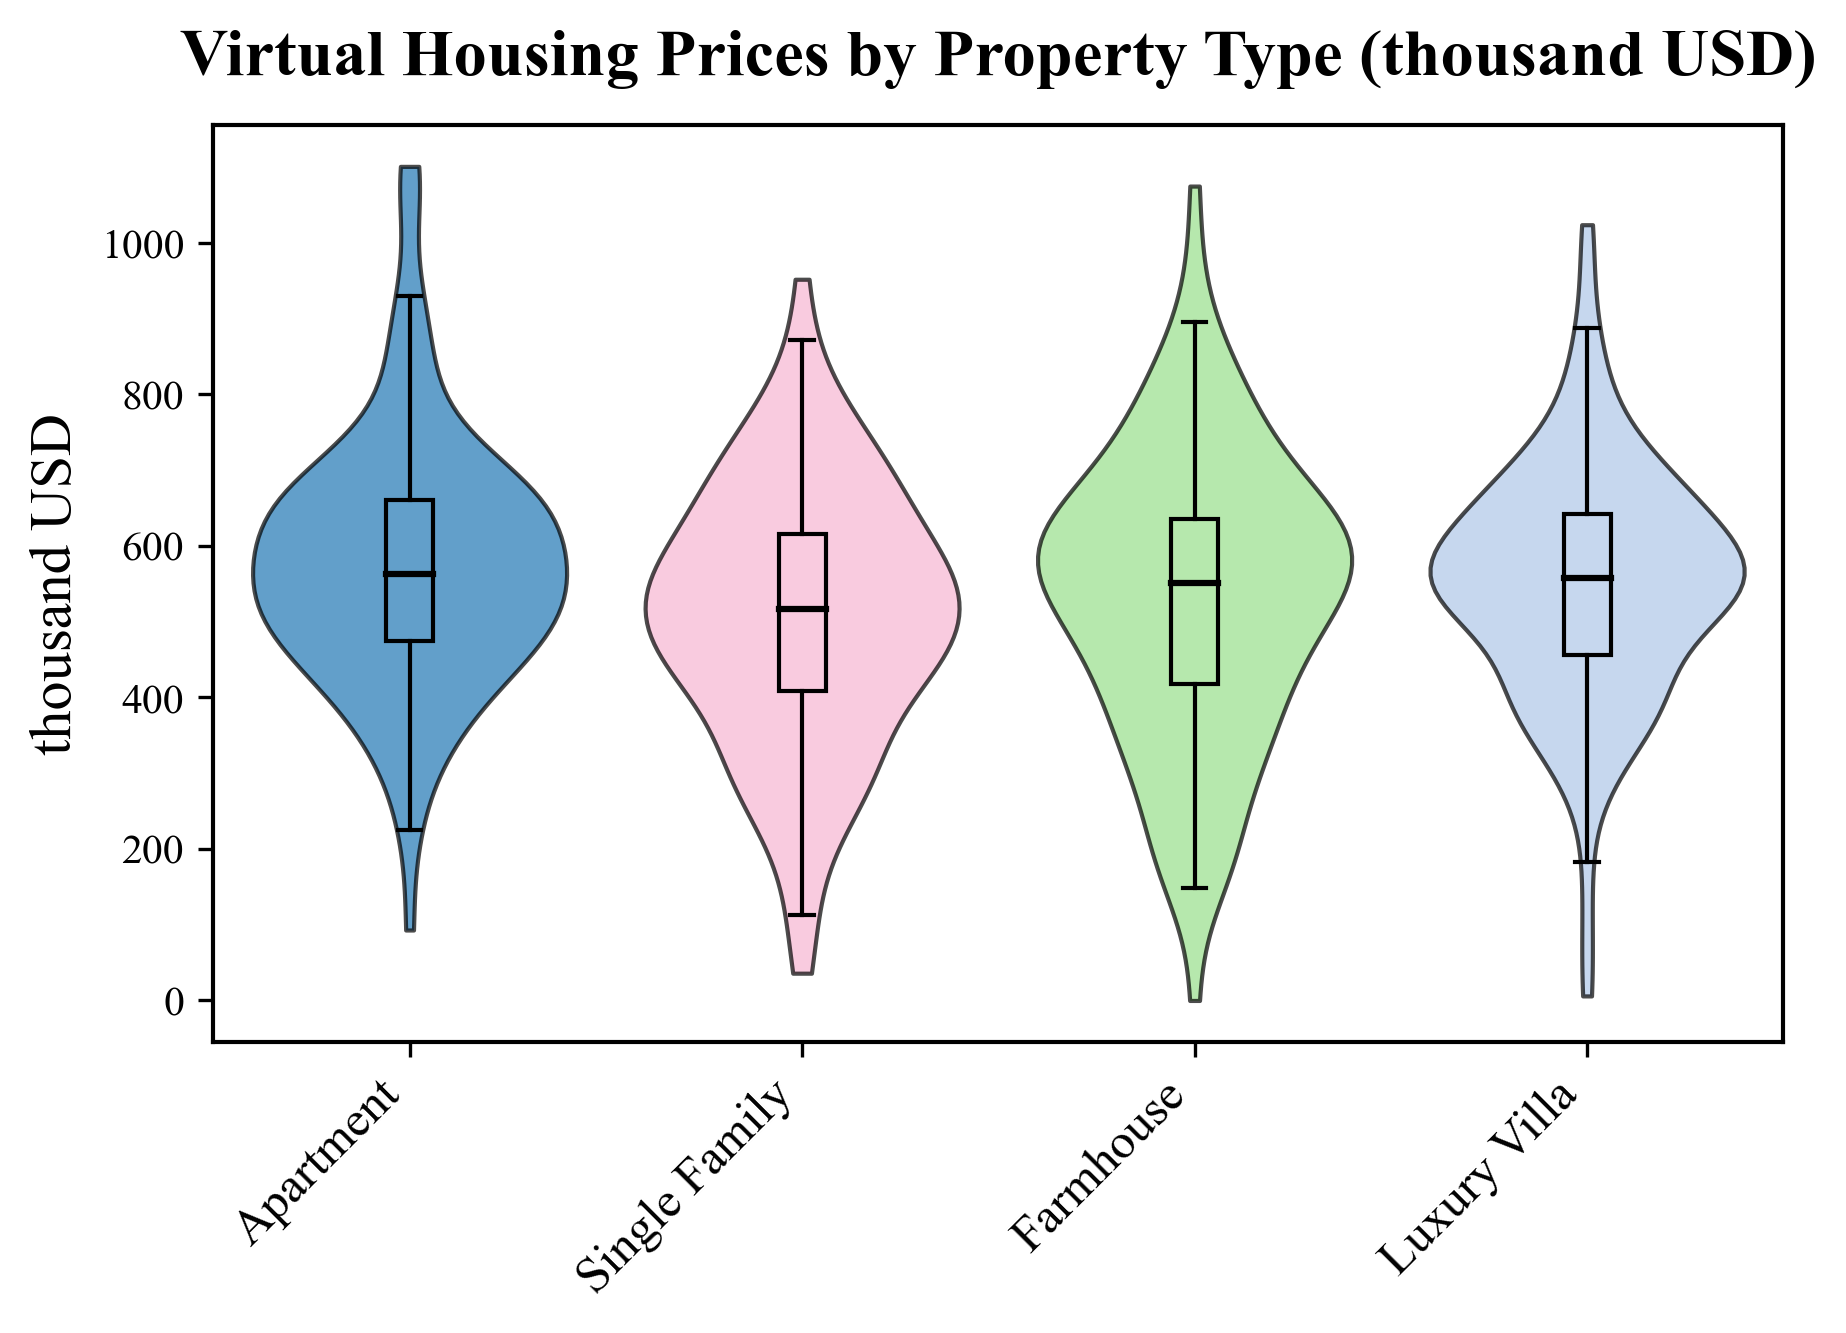 Virtual Housing Prices by Property Type (thousand USD)
thousand USD
1000
800
600
400
200
0
Apartment
Single Family
Farmhouse
Luxury Villa